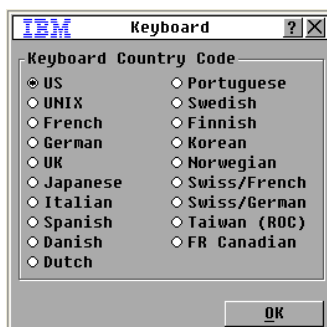 IBM Keyboard ? X
Keyboard Country Code
US
UNIX
French
German
UK
Japanese
Italian
Spanish
Danish
Dutch
Portuguese
Swedish
Finnish
Korean
Norwegian
Swiss/French
Swiss/German
Taiwan (ROC)
FR Canadian
OK